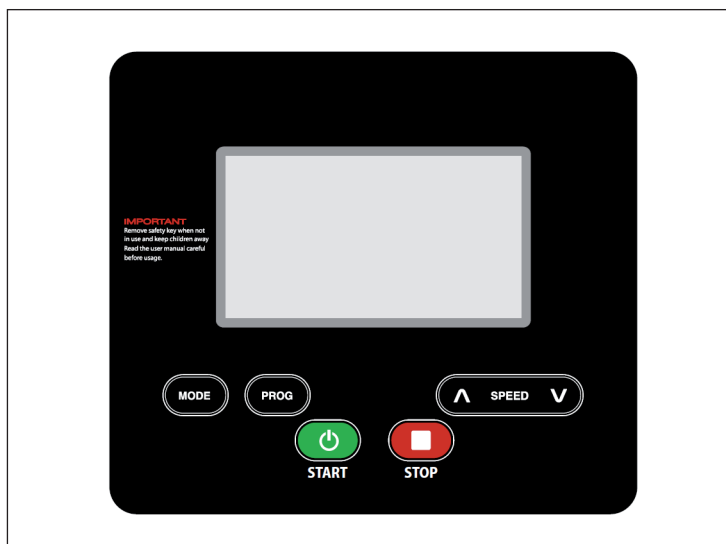 IMPORTANT
Remove safety key when not
in use and keep children away
Read the user manual careful
before usage.
MODE
PROG
SPEED
START
STOP